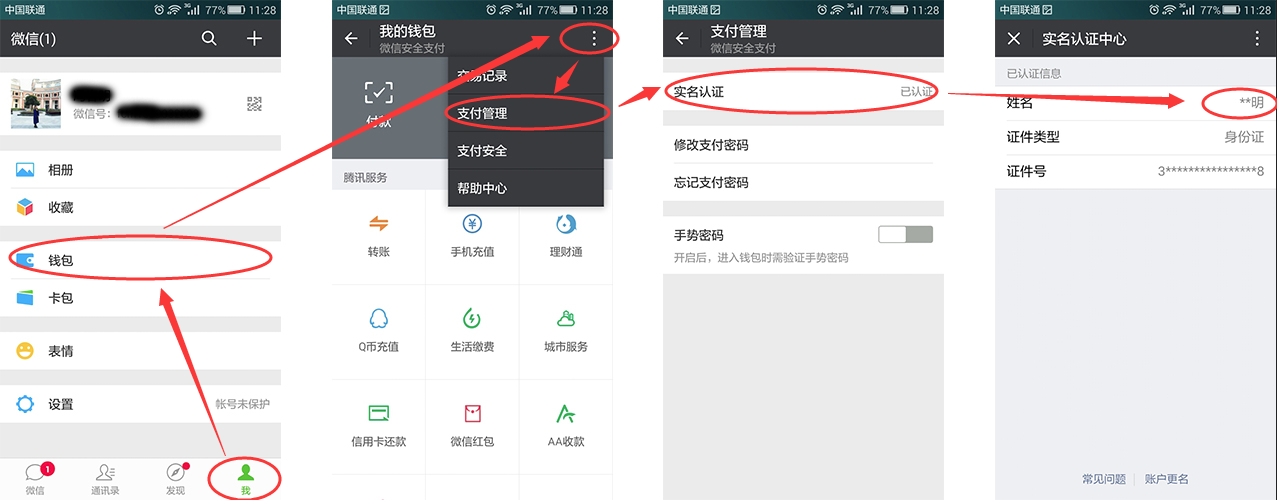 中国联通 3G 77% 11:28
微信(1)
微信号：
相册
收藏
钱包
卡包
表情
设置 帐号未保护
1
微信 通讯录 发现 我
中国联通 3G 77% 11:28
我的钱包
微信安全支付
交易记录
支付管理
支付安全
帮助中心
付款
腾讯服务
转账 手机充值 理财通
Q币充值 生活缴费 城市服务
信用卡还款 微信红包 AA收款
中国联通 3G 77% 11:28
支付管理
微信安全支付
实名认证 已认证
修改支付密码
忘记支付密码
手势密码
开启后，进入钱包时需验证手势密码
中国联通 3G 77% 11:28
实名认证中心
已认证信息
姓名 **明
证件类型 身份证
证件号 3****************8
常见问题 账户更名